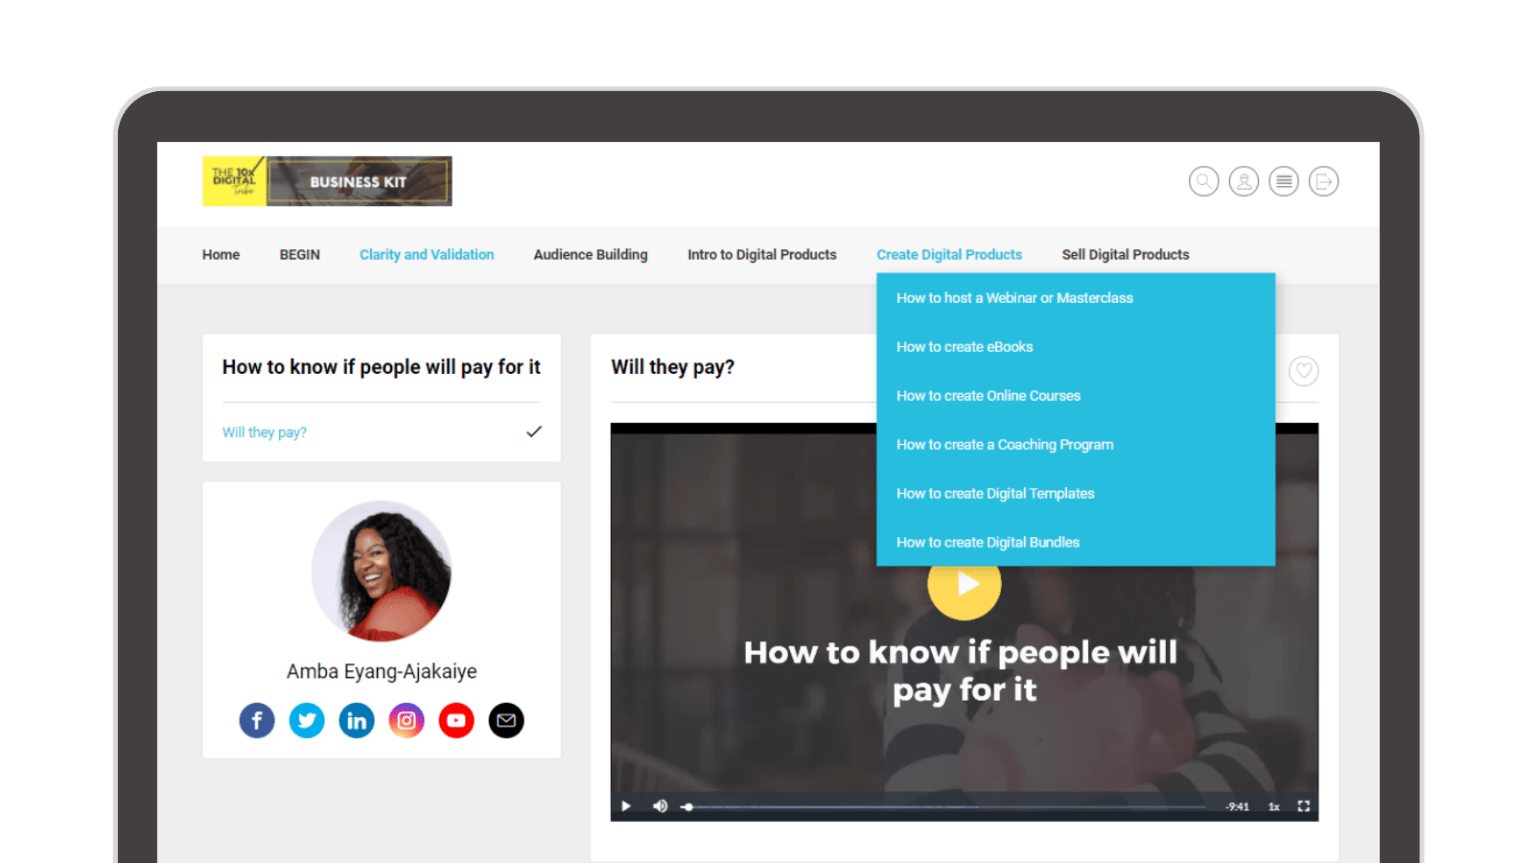 THE 10X
DIGITAL
Tribe
BUSINESS KIT
Home
BEGIN
Clarity and Validation
Audience Building
Intro to Digital Products
Create Digital Products
Sell Digital Products
How to host a Webinar or Masterclass
How to create eBooks
How to create Online Courses
How to create a Coaching Program
How to create Digital Templates
How to create Digital Bundles
How to know if people will pay for it
Will they pay?
Amba Eyang-Ajakaiye
Will they pay?
How to know if people will
pay for it
-9:41
1x